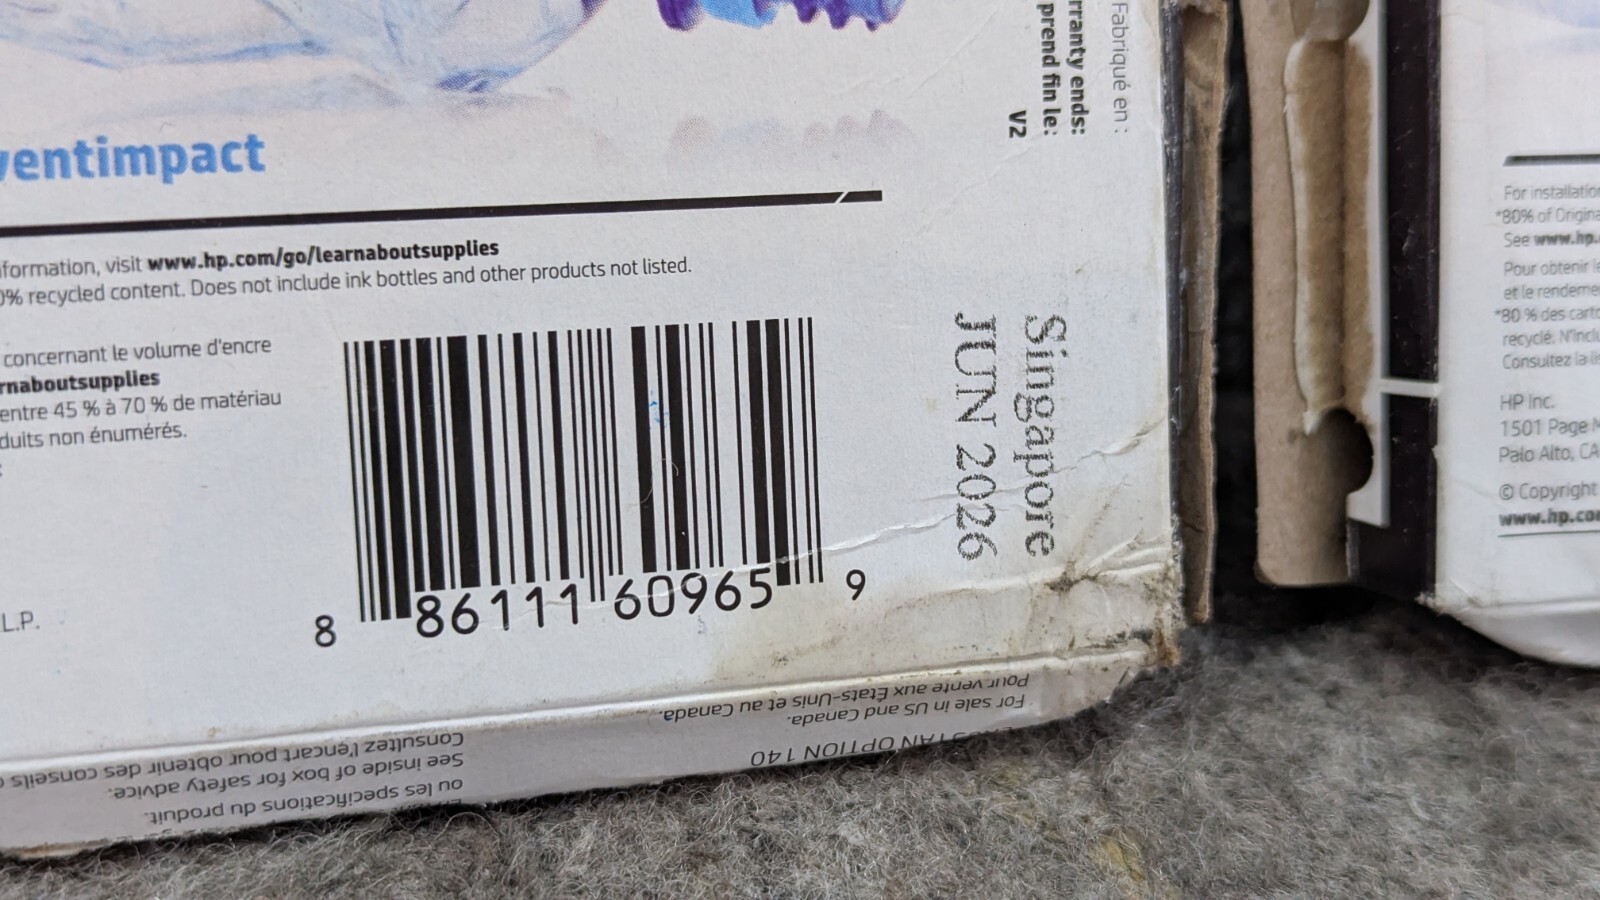 ventimpact
Fabriqué en :
rranty ends:
prend fin le:
V2
formation, visit www.hp.com/go/learnaboutsupplies
0% recycled content. Does not include ink bottles and other products not listed.
concernant le volume d'encre
rnaboutsupplies
entre 45 % à 70 % de matériau
duits non énumérés.
:
L.P.
8 86111 60965 9
Singapore
JUN 2026
Pour vente aux États-Unis et au Canada.
For sale in US and Canada.
OPTION 140
Consultez l'encart pour obtenir des conseils
See inside of box for safety advice.
ou les spécifications du produit.
For installation
*80% of Origina
See www.hp.
Pour obtenir le
et le rendeme
*80 % des carto
recyclé. N'inclu
Consultez la li
HP Inc.
1501 Page M
Palo Alto, CA
© Copyright
www.hp.co